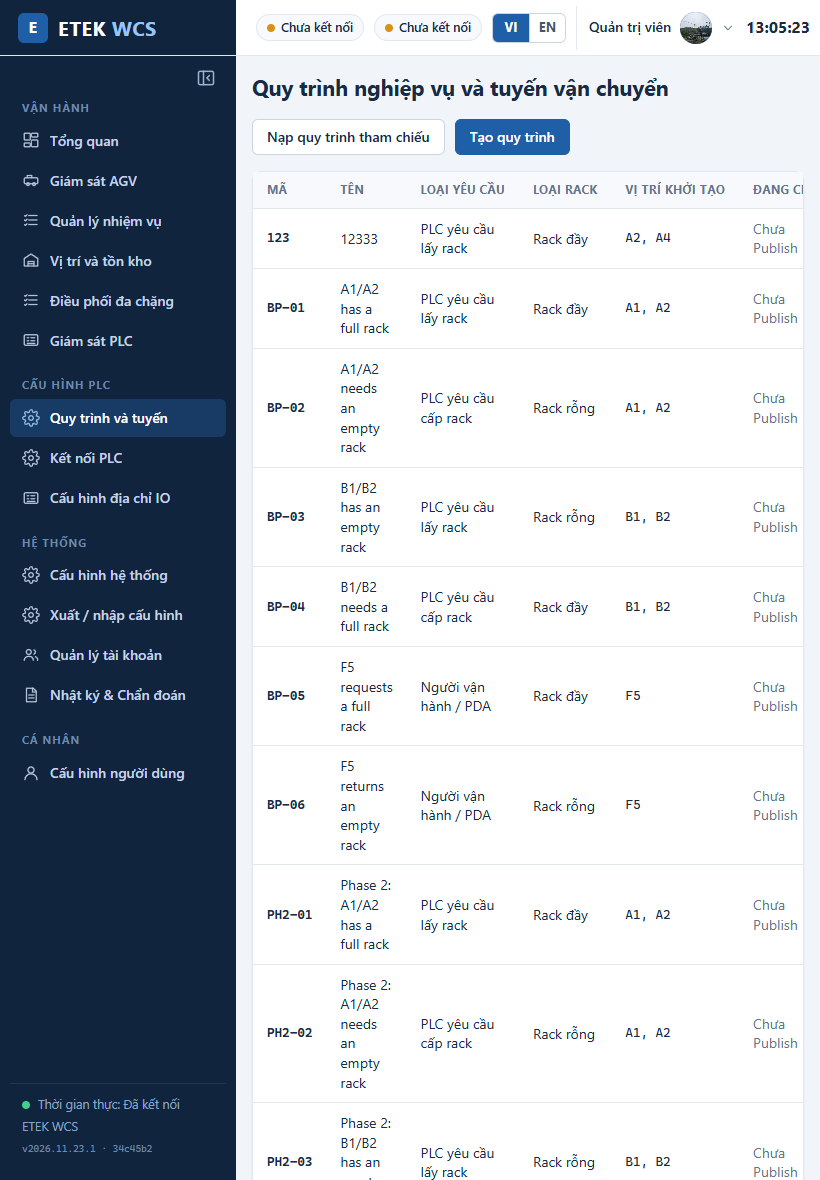 E ETEK WCS
Chưa kết nối
Chưa kết nối
VI EN
Quản trị viên
13:05:23
VẬN HÀNH
Tổng quan
Giám sát AGV
Quản lý nhiệm vụ
Vị trí và tồn kho
Điều phối đa chặng
Giám sát PLC
CẤU HÌNH PLC
Quy trình và tuyến
Kết nối PLC
Cấu hình địa chỉ IO
HỆ THỐNG
Cấu hình hệ thống
Xuất / nhập cấu hình
Quản lý tài khoản
Nhật ký & Chẩn đoán
CÁ NHÂN
Cấu hình người dùng
Thời gian thực: Đã kết nối
ETEK WCS
v2026.11.23.1 · 34c45b2
Quy trình nghiệp vụ và tuyến vận chuyển
Nạp quy trình tham chiếu
Tạo quy trình
MÃ TÊN LOẠI YÊU CẦU LOẠI RACK VỊ TRÍ KHỞI TẠO ĐANG
123
12333
PLC yêu cầu
lấy rack
Rack đầy
A2, A4
Chưa
Publish
BP-01
A1/A2
has a
full rack
PLC yêu cầu
lấy rack
Rack đầy
A1, A2
Chưa
Publish
BP-02
A1/A2
needs
an
empty
rack
PLC yêu cầu
cấp rack
Rack rỗng
A1, A2
Chưa
Publish
BP-03
B1/B2
has an
empty
rack
PLC yêu cầu
lấy rack
Rack rỗng
B1, B2
Chưa
Publish
BP-04
B1/B2
needs a
full rack
PLC yêu cầu
cấp rack
Rack đầy
B1, B2
Chưa
Publish
BP-05
F5
requests
a full
rack
Người vận
hành / PDA
Rack đầy
F5
Chưa
Publish
BP-06
F5
returns
an
empty
rack
Người vận
hành / PDA
Rack rỗng
F5
Chưa
Publish
PH2-01
Phase 2:
A1/A2
has a
full rack
PLC yêu cầu
lấy rack
Rack đầy
A1, A2
Chưa
Publish
PH2-02
Phase 2:
A1/A2
needs
an
empty
rack
PLC yêu cầu
cấp rack
Rack rỗng
A1, A2
Chưa
Publish
PH2-03
Phase 2:
B1/B2
has an
PLC yêu cầu
lấy rack
Rack rỗng
B1, B2
Chưa
Publish